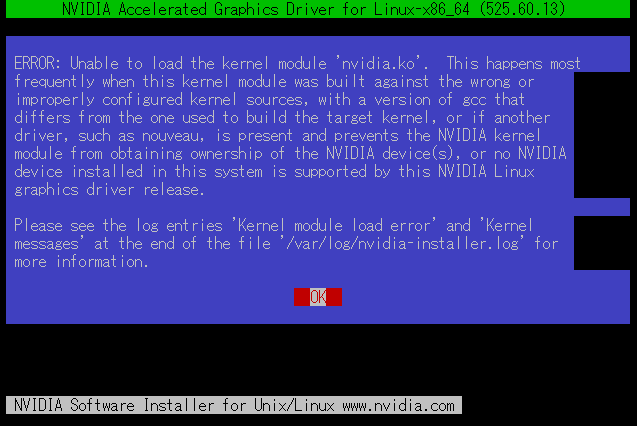 NVIDIA Accelerated Graphics Driver for Linux-x86_64 (525.60.13)
ERROR: Unable to load the kernel module 'nvidia.ko'.  This happens most
frequently when this kernel module was built against the wrong or
improperly configured kernel sources, with a version of gcc that
differs from the one used to build the target kernel, or if another
driver, such as nouveau, is present and prevents the NVIDIA kernel
module from obtaining ownership of the NVIDIA device(s), or no NVIDIA
device installed in this system is supported by this NVIDIA Linux
graphics driver release.
Please see the log entries 'Kernel module load error' and 'Kernel
messages' at the end of the file '/var/log/nvidia-installer.log' for
more information.
OK
NVIDIA Software Installer for Unix/Linux www.nvidia.com